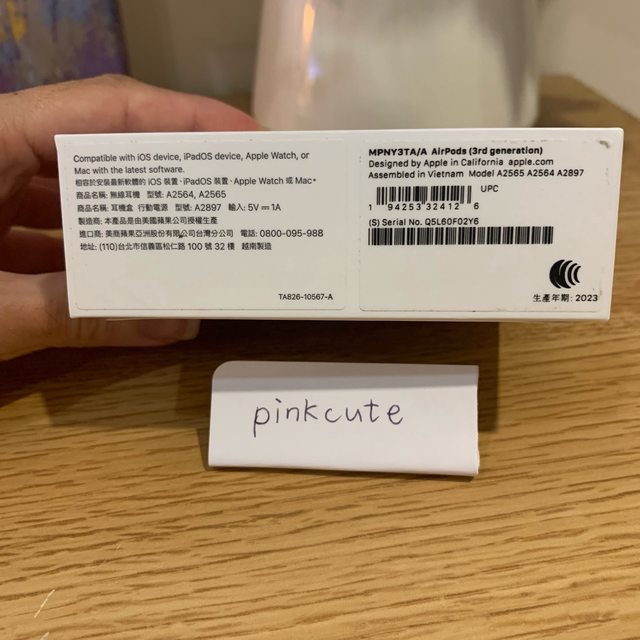 Compatible with iOS device, iPadOS device, Apple Watch, or
Mac with the latest software.
相容於安裝最新軟體的 iOS 裝置、iPadOS 裝置、Apple Watch 或 Mac。
商品名稱: 無線耳機 型號: A2564, A2565
商品名稱: 耳機盒, 行動電源 型號: A2897 輸入: 5V⎓1A
製造商: 本產品是由美國蘋果公司授權生產
進口商: 美商蘋果亞洲股份有限公司台灣分公司 電話: 0800-095-988
地址: (110)台北市信義區松仁路 100 號 32 樓 越南製造
TA826-10567-A
MPNY3TA/A AirPods (3rd generation)
Designed by Apple in California apple.com
Assembled in Vietnam Model A2565 A2564 A2897
UPC
1 94253 32412 6
(S) Serial No. Q5L60F02Y6
生產年期: 2023
pinkcute